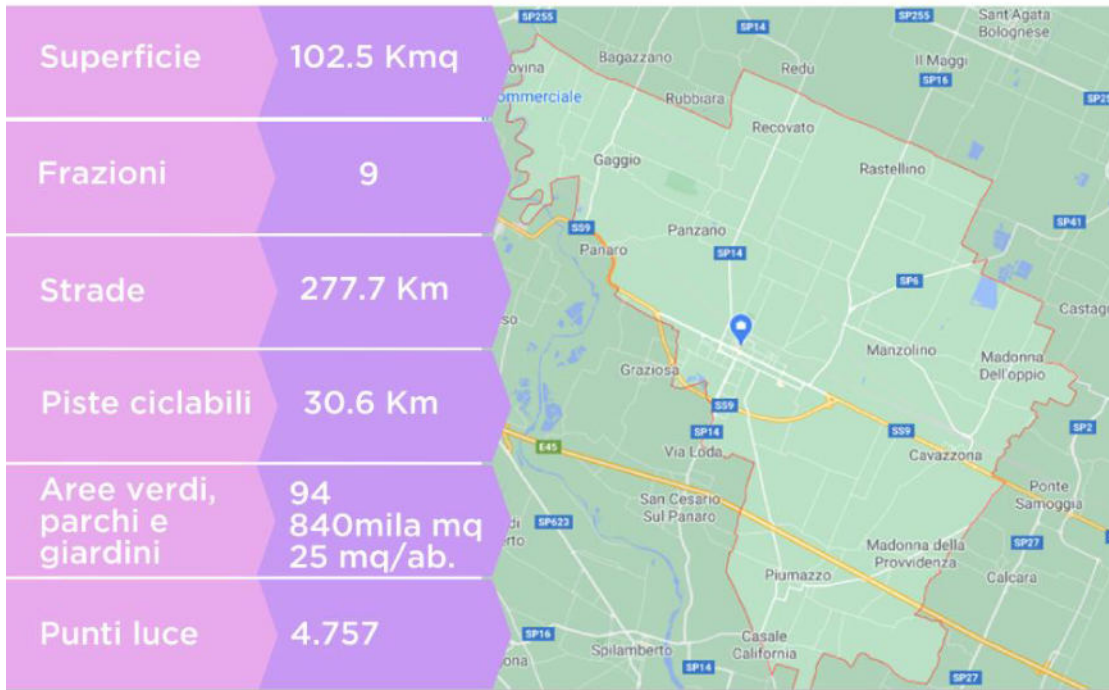 Superficie
102.5 Kmq
Frazioni
9
Strade
277.7 Km
Piste ciclabili
30.6 Km
Aree verdi,
parchi e
giardini
94
840mila mq
25 mq/ab.
Punti luce
4.757
SP255
SP14
SP255
Sant'Agata
Bolognese
Bagazzano
Redù
Il Maggi
SP16
Rubbiara
Recovato
Gaggio
Rastellino
SS9
Panaro
Panzano
SP14
SP41
SP6
Manzolino
Madonna
Dell'oppio
Graziosa
SS9
SP14
SS9
SP2
Via Loda
Cavazzona
E45
San Cesario
Sul Panaro
Ponte
Samoggia
SP623
Madonna della
Provvidenza
SP27
Piumazzo
Calcara
SP16
Spilamberto
Casale
California
SP14
SP27